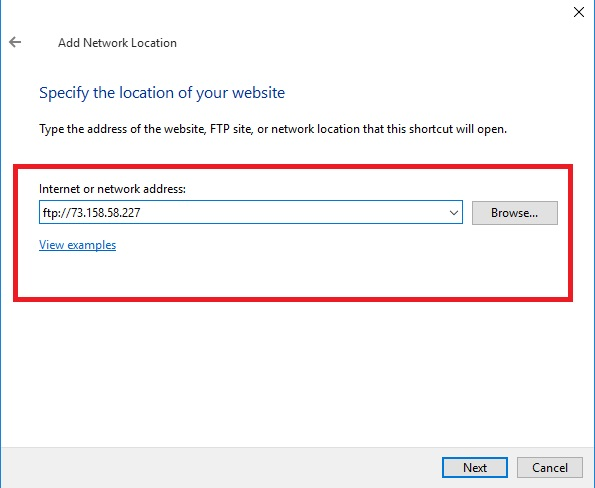 Add Network Location
Specify the location of your website
Type the address of the website, FTP site, or network location that this shortcut will open.
Internet or network address:
ftp://73.158.58.227
Browse...
View examples
Next
Cancel